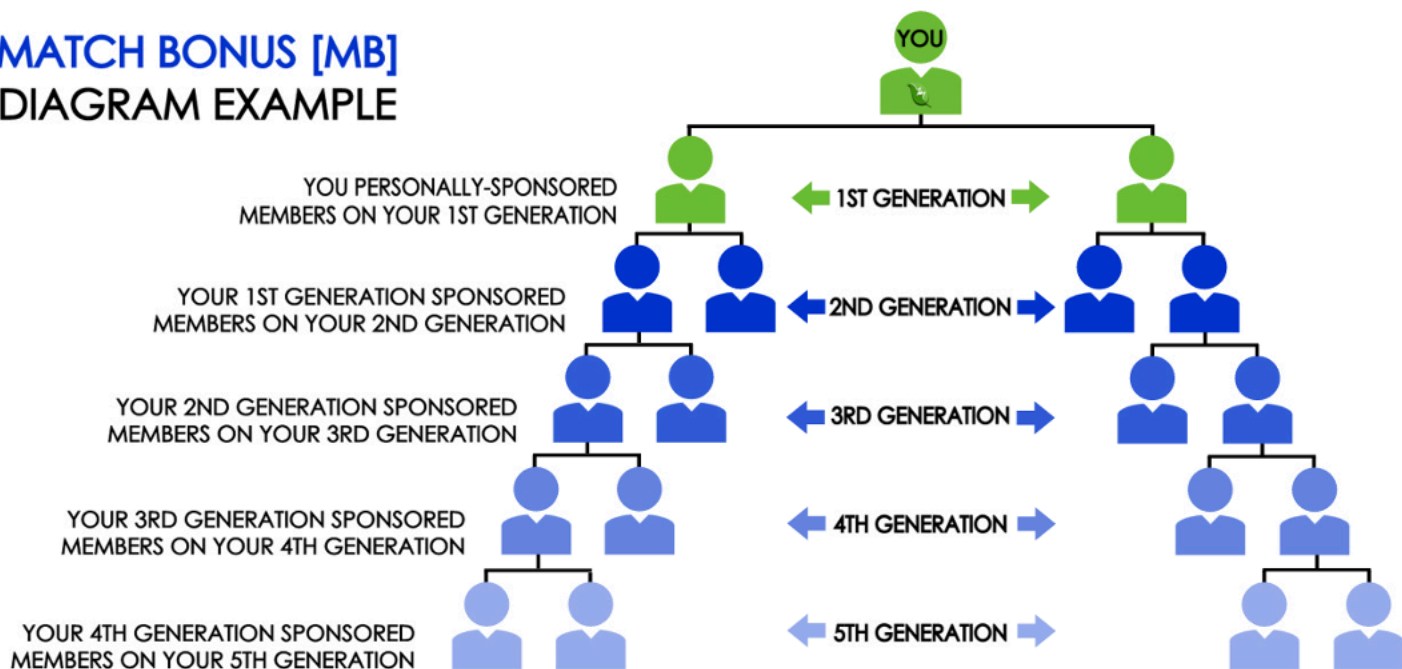 MATCH BONUS [MB]
DIAGRAM EXAMPLE
YOU
YOU PERSONALLY-SPONSORED
MEMBERS ON YOUR 1ST GENERATION
1ST GENERATION
YOUR 1ST GENERATION SPONSORED
MEMBERS ON YOUR 2ND GENERATION
2ND GENERATION
YOUR 2ND GENERATION SPONSORED
MEMBERS ON YOUR 3RD GENERATION
3RD GENERATION
YOUR 3RD GENERATION SPONSORED
MEMBERS ON YOUR 4TH GENERATION
4TH GENERATION
YOUR 4TH GENERATION SPONSORED
MEMBERS ON YOUR 5TH GENERATION
5TH GENERATION